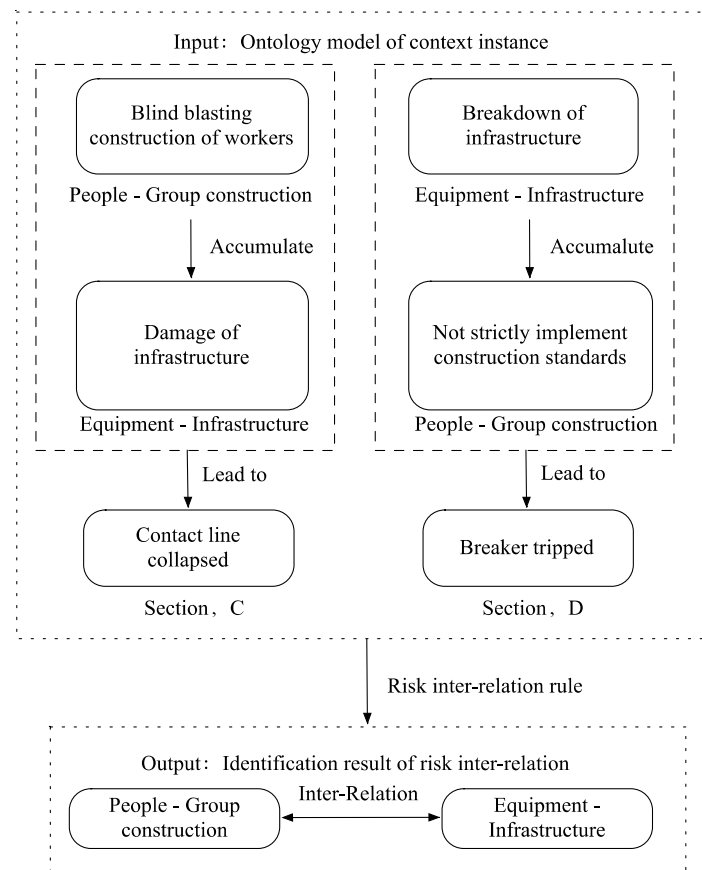 Input: Ontology model of context instance
Blind blasting
construction of workers
People - Group construction
Accumulate
Damage of
infrastructure
Equipment - Infrastructure
Lead to
Contact line
collapsed
Section, C
Breakdown of
infrastructure
Equipment - Infrastructure
Accumalute
Not strictly implement
construction standards
People - Group construction
Lead to
Breaker tripped
Section, D
Risk inter-relation rule
Output: Identification result of risk inter-relation
People - Group
construction
Inter-Relation
Equipment -
Infrastructure